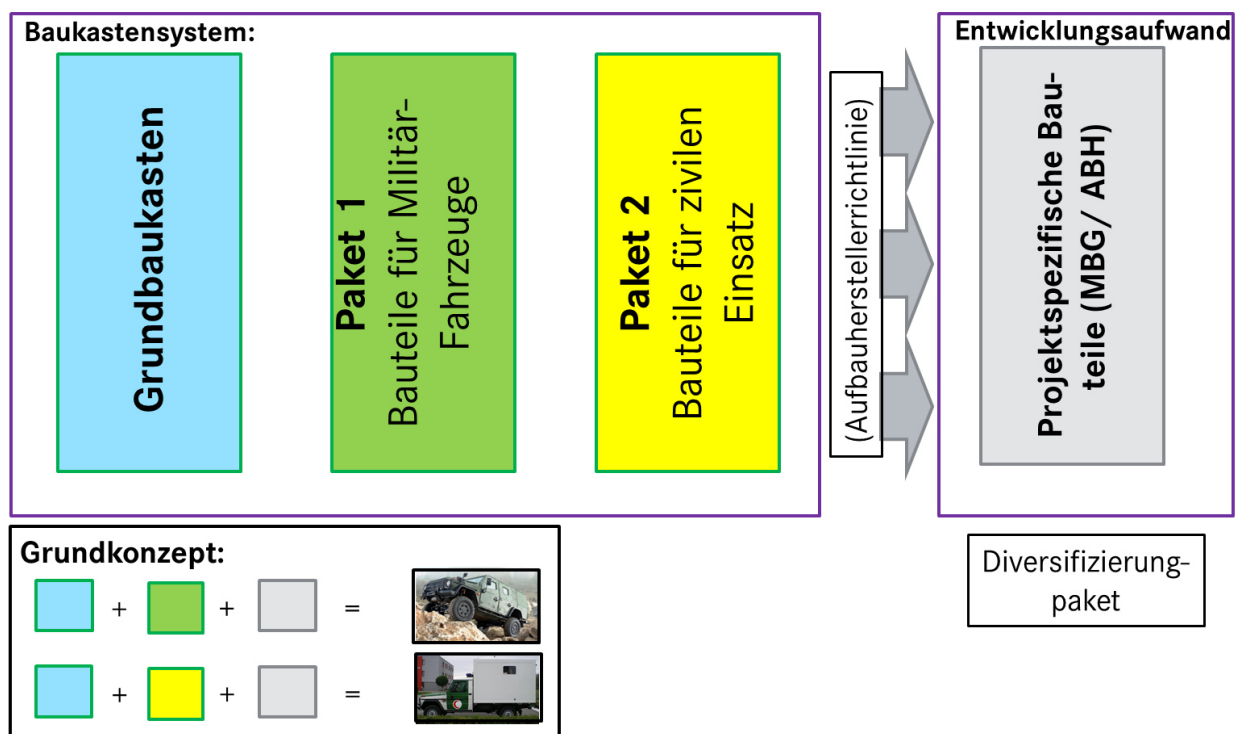 Baukastensystem:
Grundbaukasten
Paket 1
Bauteile für Militär-
Fahrzeuge
Paket 2
Bauteile für zivilen
Einsatz
(Aufbauherstellerrichtlinie)
Entwicklungsaufwand
Projektspezifische Bau-
teile (MBG/ ABH)
Grundkonzept:
+ + =
+ + =
Diversifizierung-
paket